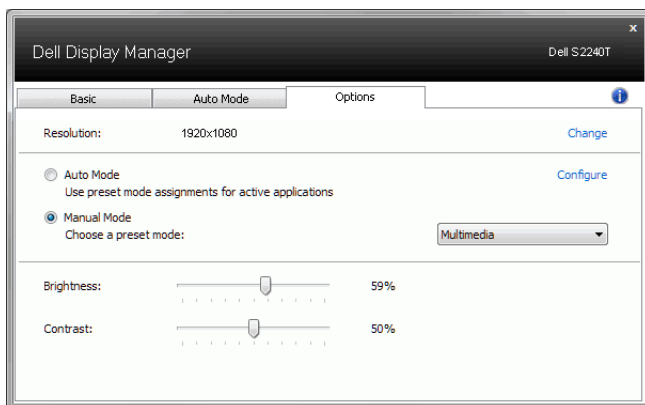 x
Dell Display Manager
Dell S2240T
Basic
Auto Mode
Options
i
Resolution:
1920x1080
Change
Auto Mode
Configure
Use preset mode assignments for active applications
Manual Mode
Choose a preset mode:
Multimedia
Brightness:
59%
Contrast:
50%